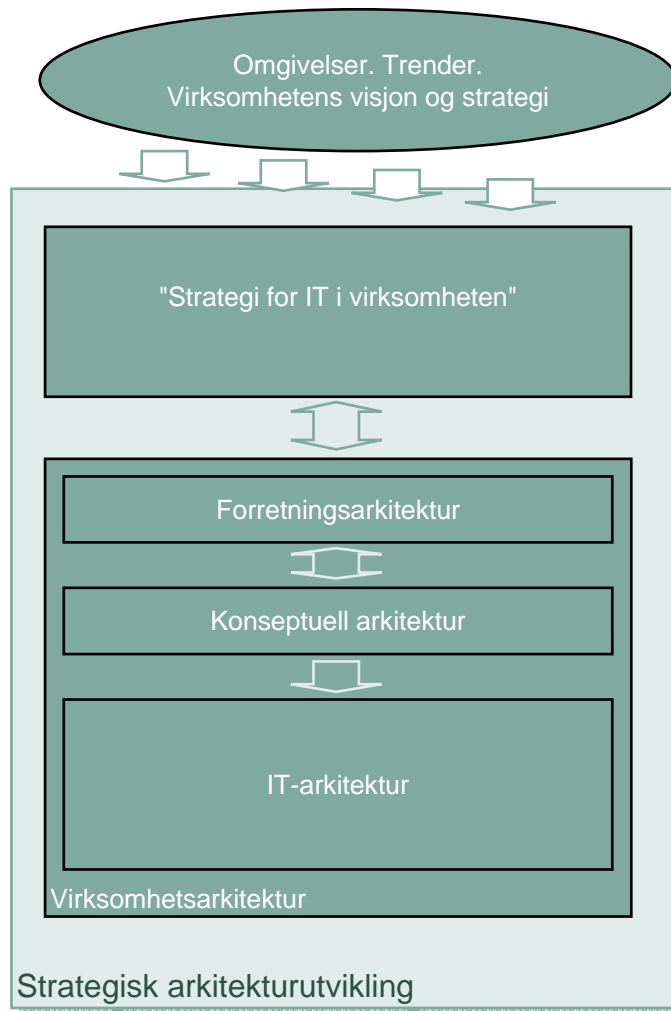 Omgivelser. Trender.
Virksomhetens visjon og strategi
"Strategi for IT i virksomheten"
Forretningsarkitektur
Konseptuell arkitektur
IT-arkitektur
Virksomhetsarkitektur
Strategisk arkitekturutvikling